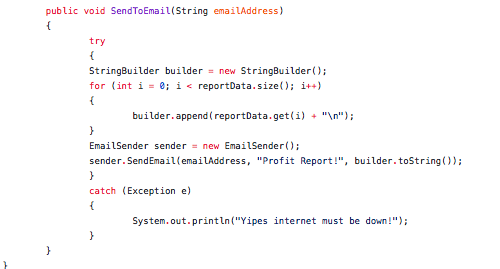 public void SendToEmail(String emailAddress)
{
try
{
StringBuilder builder = new StringBuilder();
for (int i = 0; i < reportData.size(); i++)
{
builder.append(reportData.get(i) + "\n");
}
EmailSender sender = new EmailSender();
sender.SendEmail(emailAddress, "Profit Report!", builder.toString());
}
catch (Exception e)
{
System.out.println("Yipes internet must be down!");
}
}
}